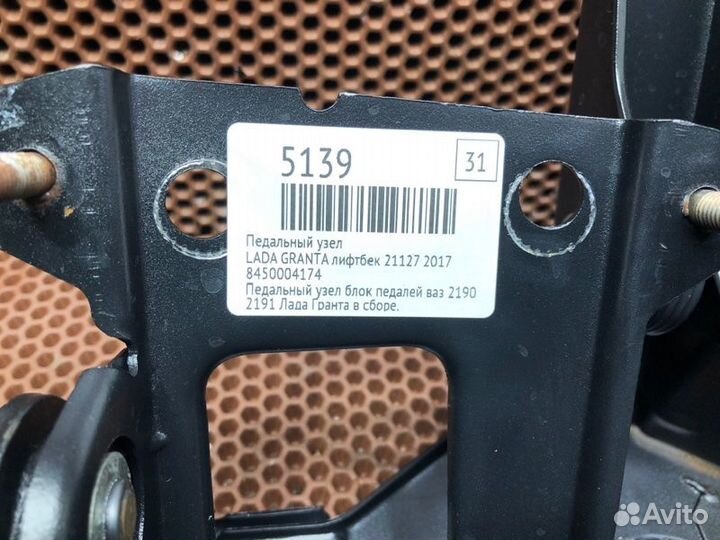 5139
31
Педальный узел
LADA GRANTA лифтбек 21127 2017
8450004174
Педальный узел блок педалей ваз 2190
2191 Лада Гранта в сборе.
Avito